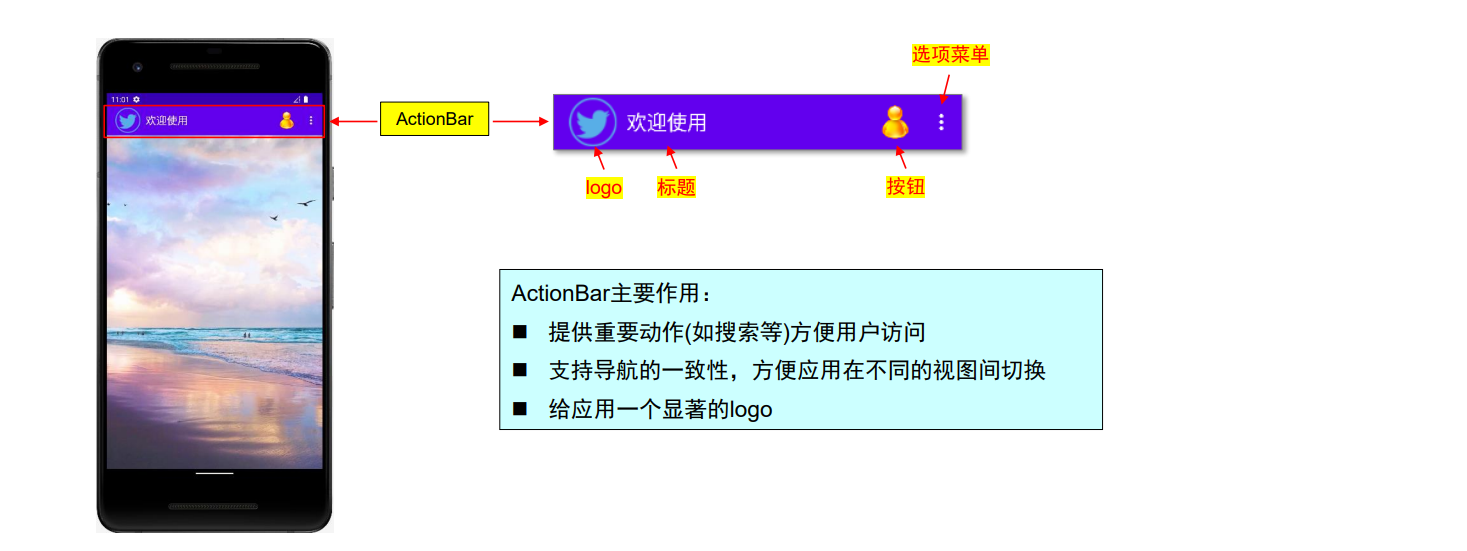 选项菜单
11:01
欢迎使用
ActionBar
欢迎使用
logo
标题
按钮
ActionBar主要作用：
■ 提供重要动作(如搜索等)方便用户访问
■ 支持导航的一致性，方便应用在不同的视图间切换
■ 给应用一个显著的logo